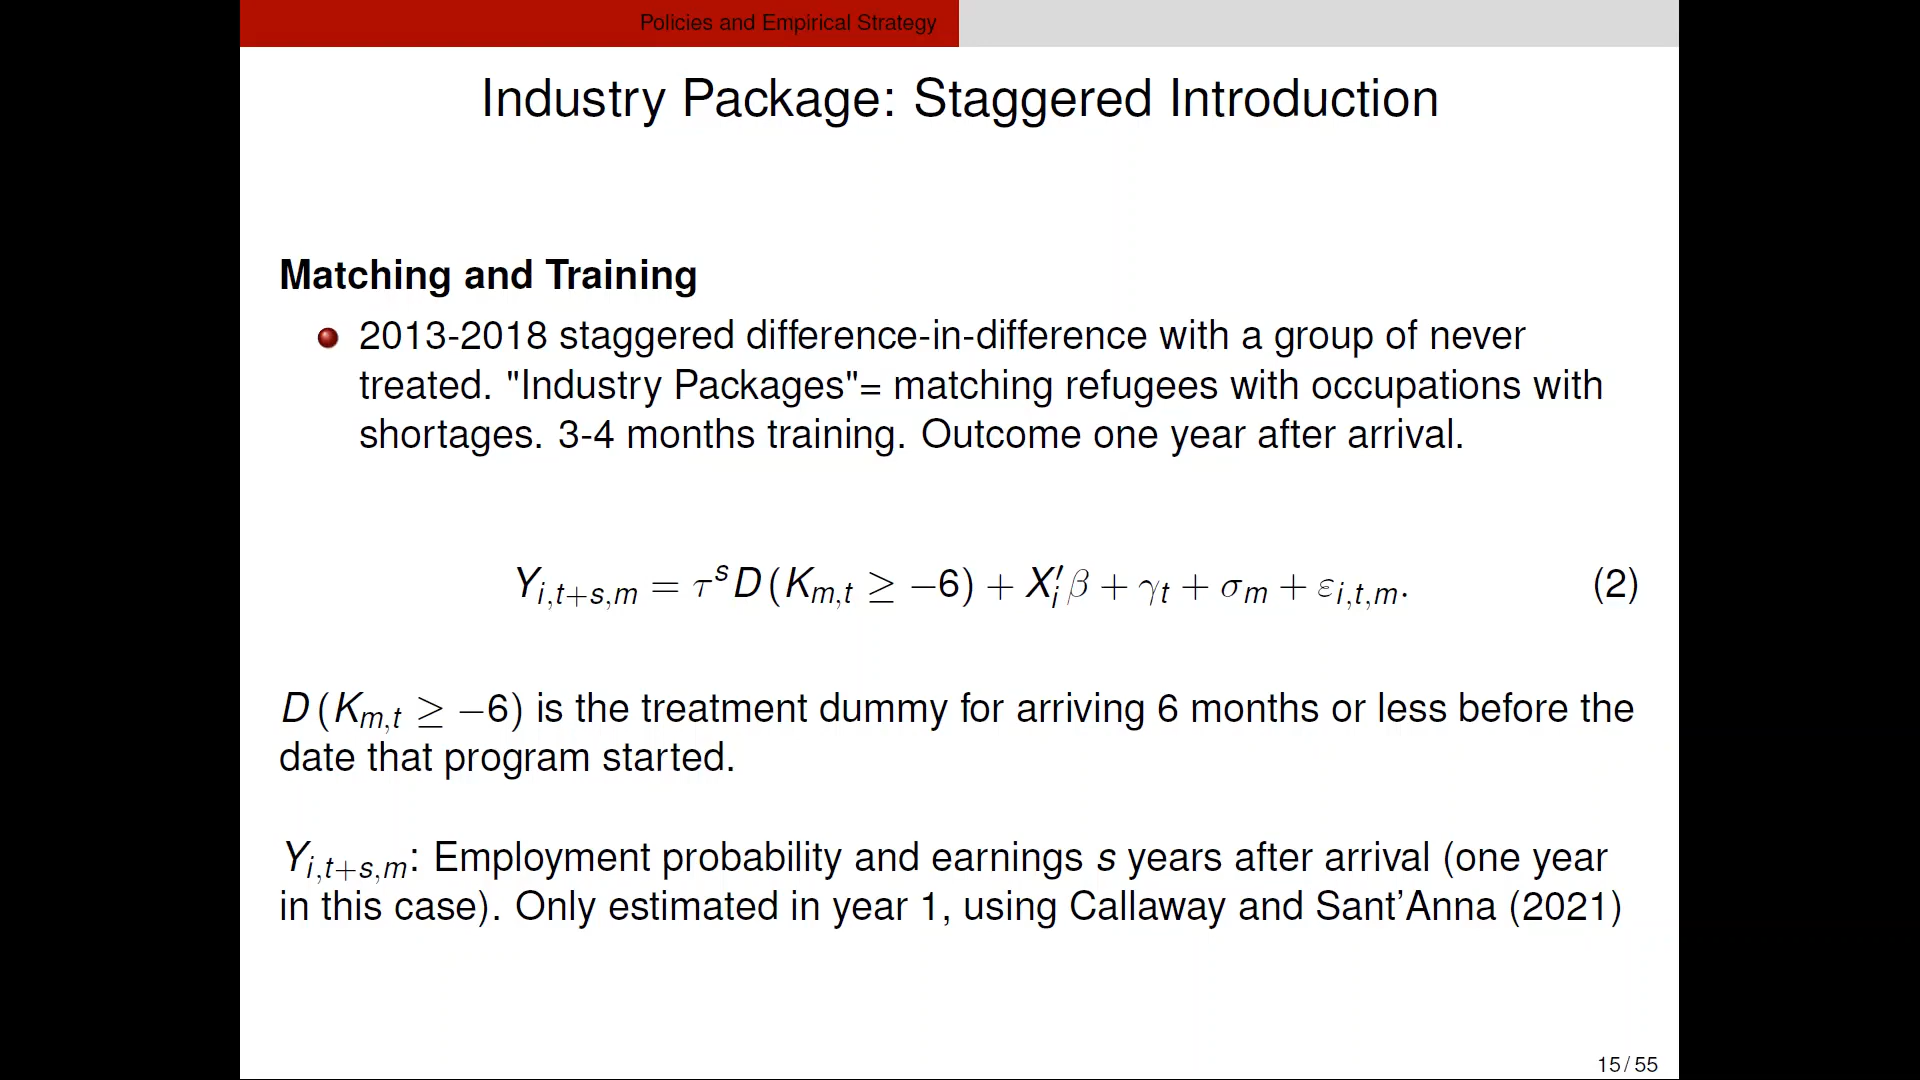 Policies and Empirical Strategy
Industry Package: Staggered Introduction
Matching and Training
2013-2018 staggered difference-in-difference with a group of never
treated. "Industry Packages"= matching refugees with occupations with
shortages. 3-4 months training. Outcome one year after arrival.
Y_{i,t+s,m} = τ^s D(K_{m,t} ≥ −6) + X′_i β + γ_t + σ_m + ε_{i,t,m}. (2)
D(K_{m,t} ≥ −6) is the treatment dummy for arriving 6 months or less before the
date that program started.
Y_{i,t+s,m}: Employment probability and earnings s years after arrival (one year
in this case). Only estimated in year 1, using Callaway and Sant'Anna (2021)
15 / 55